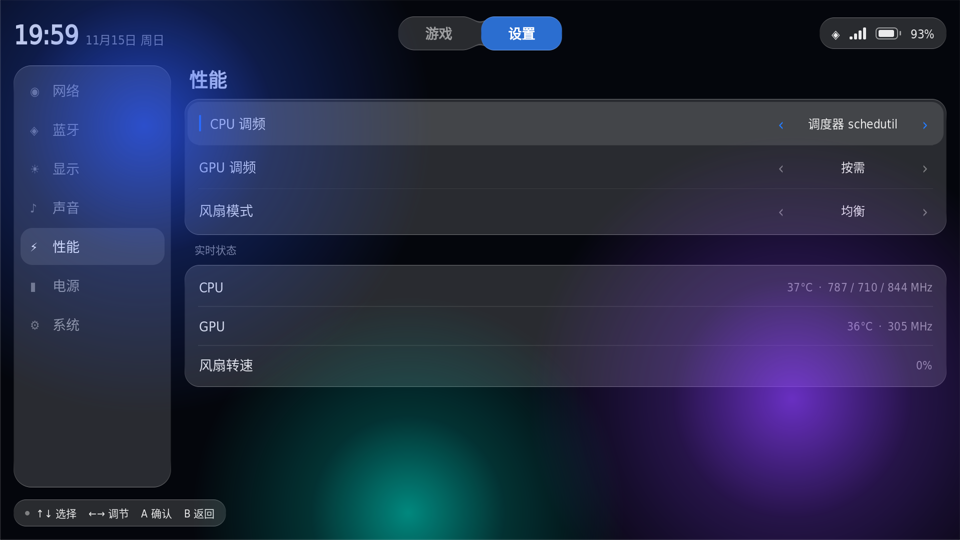 19:59 11月15日 周日
游戏 设置
93%
网络
蓝牙
显示
声音
性能
电源
系统
性能
CPU 调频 ‹ 调度器 schedutil ›
GPU 调频 ‹ 按需 ›
风扇模式 ‹ 均衡 ›
实时状态
CPU 37°C · 787 / 710 / 844 MHz
GPU 36°C · 305 MHz
风扇转速 0%
↑↓ 选择 ←→ 调节 A 确认 B 返回